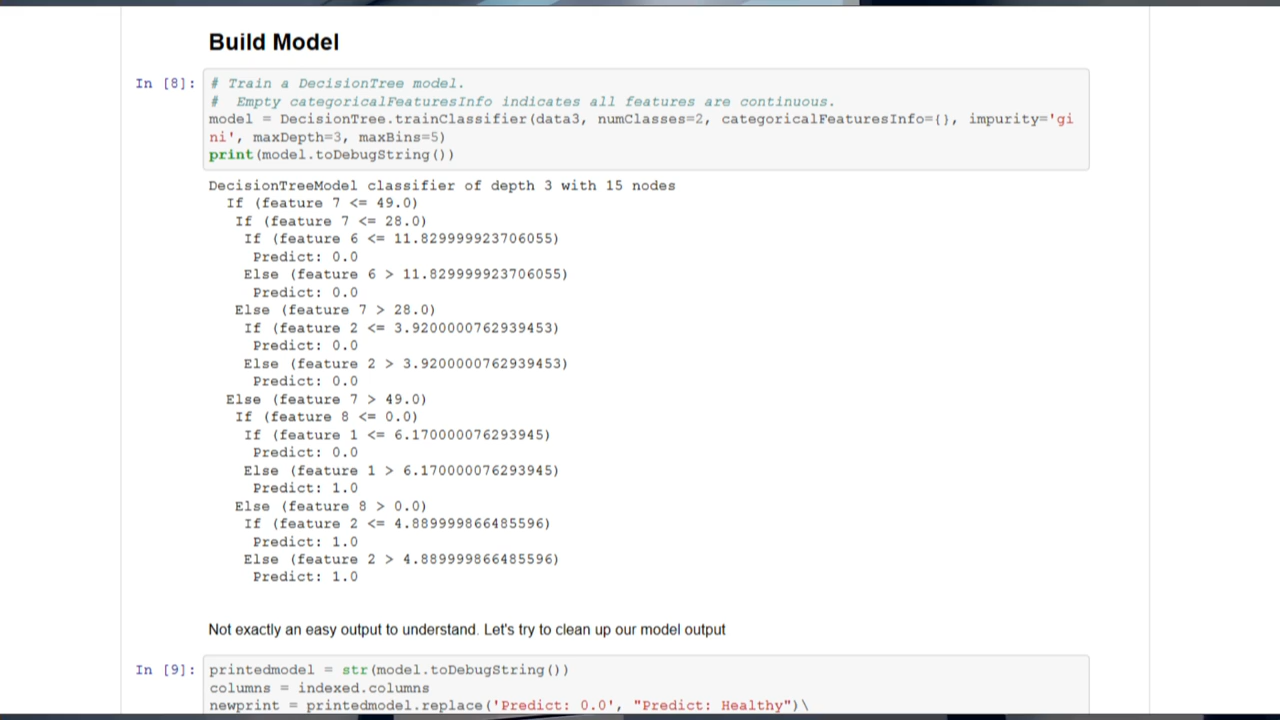 Build Model
In [8]:
# Train a DecisionTree model.
#  Empty categoricalFeaturesInfo indicates all features are continuous.
model = DecisionTree.trainClassifier(data3, numClasses=2, categoricalFeaturesInfo={}, impurity='gi
ni', maxDepth=3, maxBins=5)
print(model.toDebugString())
DecisionTreeModel classifier of depth 3 with 15 nodes
  If (feature 7 <= 49.0)
   If (feature 7 <= 28.0)
    If (feature 6 <= 11.829999923706055)
     Predict: 0.0
    Else (feature 6 > 11.829999923706055)
     Predict: 0.0
   Else (feature 7 > 28.0)
    If (feature 2 <= 3.9200000762939453)
     Predict: 0.0
    Else (feature 2 > 3.9200000762939453)
     Predict: 0.0
  Else (feature 7 > 49.0)
   If (feature 8 <= 0.0)
    If (feature 1 <= 6.170000076293945)
     Predict: 0.0
    Else (feature 1 > 6.170000076293945)
     Predict: 1.0
   Else (feature 8 > 0.0)
    If (feature 2 <= 4.889999866485596)
     Predict: 1.0
    Else (feature 2 > 4.889999866485596)
     Predict: 1.0
Not exactly an easy output to understand. Let's try to clean up our model output
In [9]:
printedmodel = str(model.toDebugString())
columns = indexed.columns
newprint = printedmodel.replace('Predict: 0.0', "Predict: Healthy")\